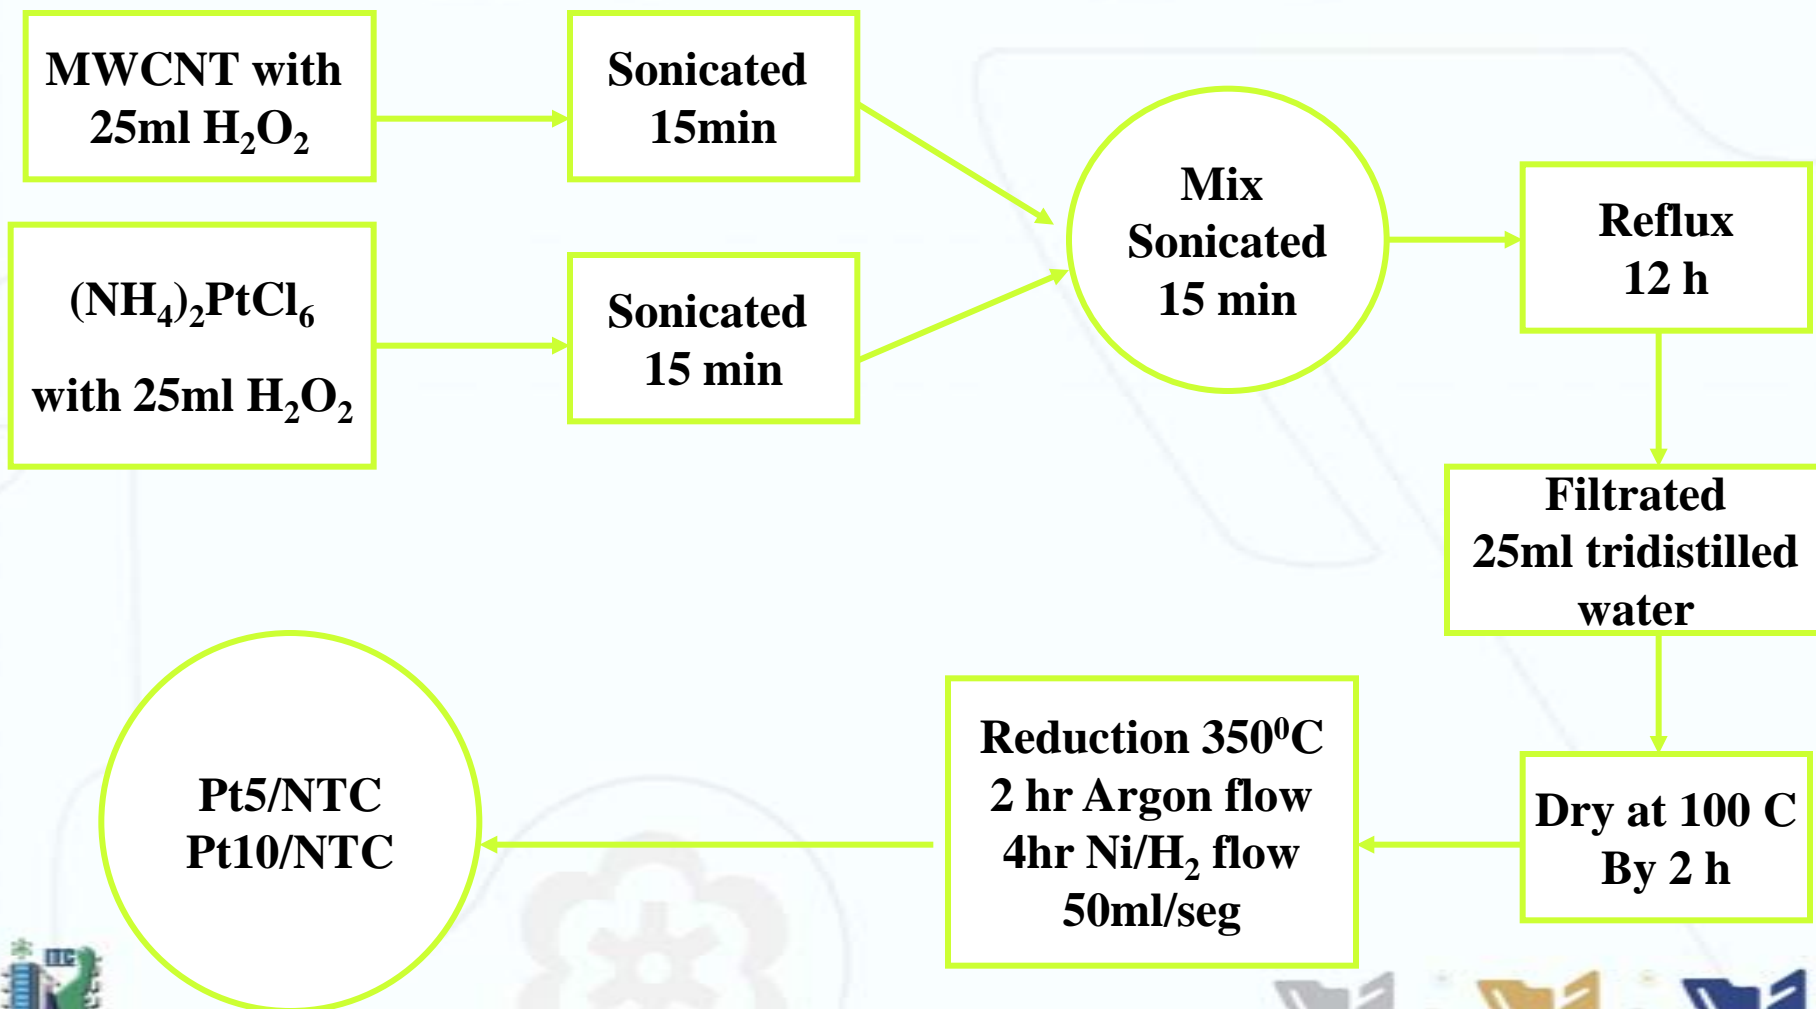 MWCNT with
25ml H₂O₂
Sonicated
15min
(NH₄)₂PtCl₆
with 25ml H₂O₂
Sonicated
15 min
Mix
Sonicated
15 min
Reflux
12 h
Filtrated
25ml tridistilled
water
Dry at 100 C
By 2 h
Reduction 350⁰C
2 hr Argon flow
4hr Ni/H₂ flow
50ml/seg
Pt5/NTC
Pt10/NTC
ITC